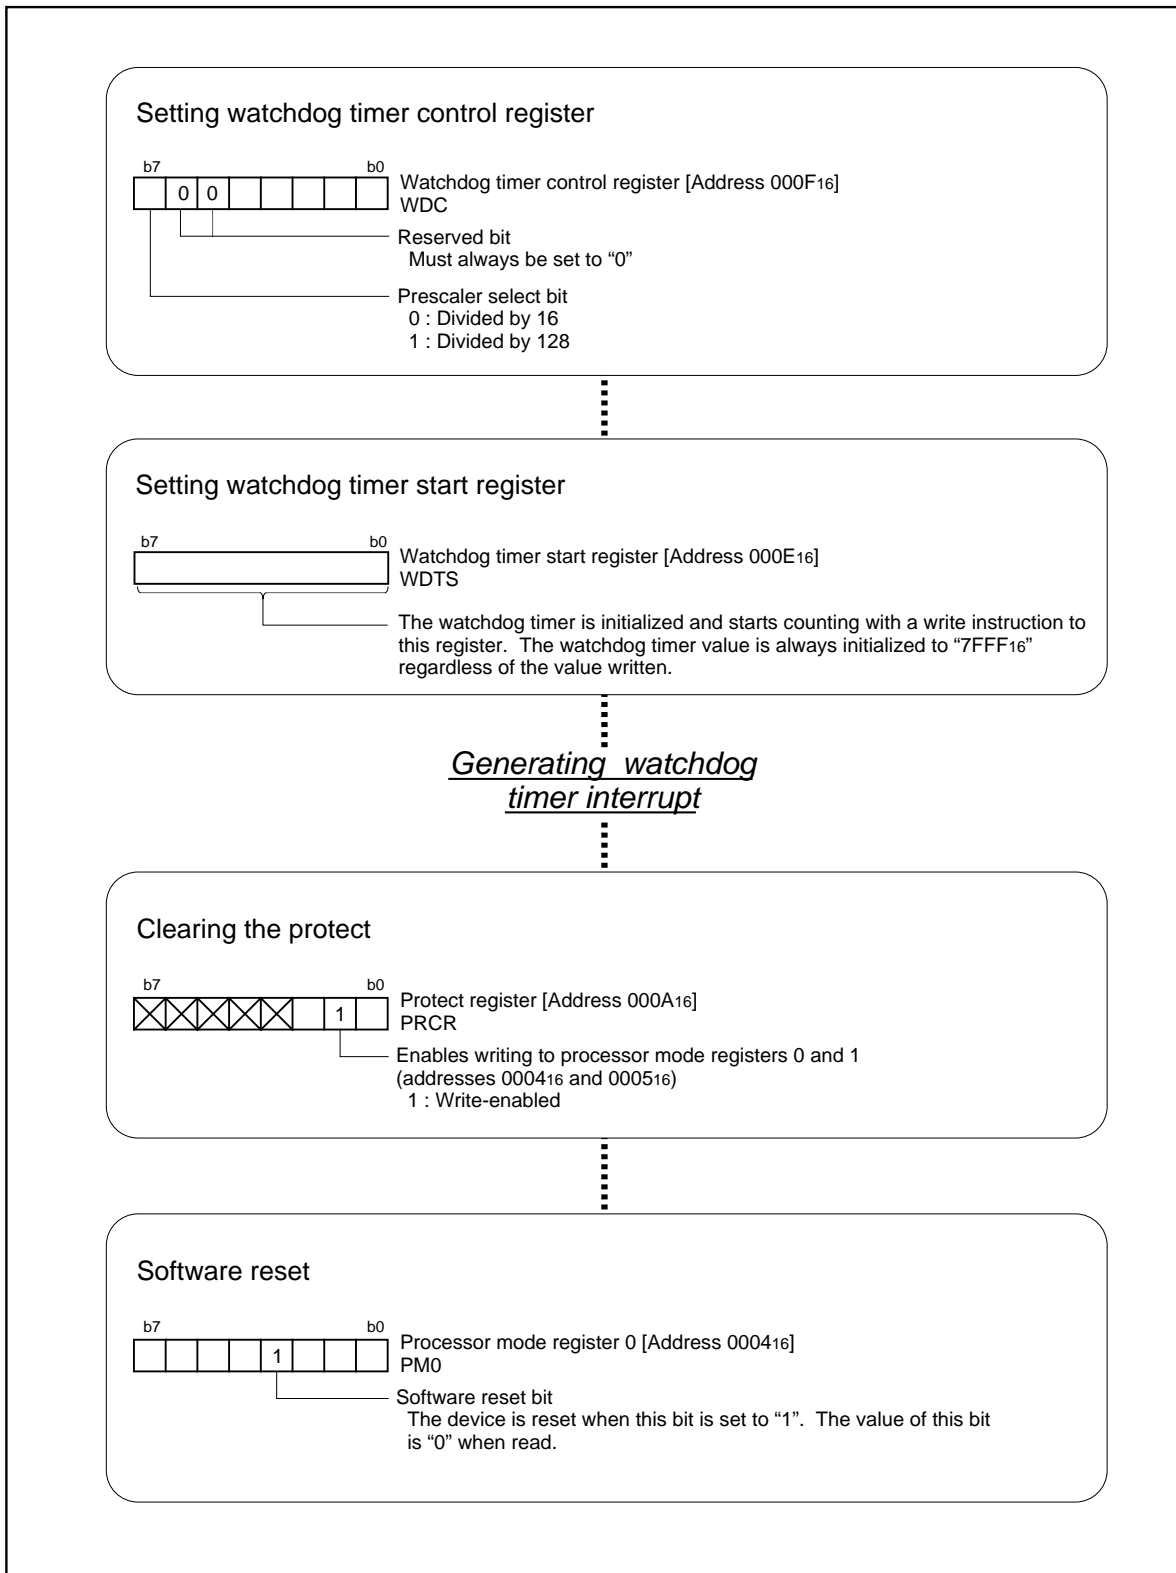 Setting watchdog timer control register
b7 b0
0 0
Watchdog timer control register [Address 000F16]
WDC
Reserved bit
Must always be set to “0”
Prescaler select bit
0 : Divided by 16
1 : Divided by 128
Setting watchdog timer start register
b7 b0
Watchdog timer start register [Address 000E16]
WDTS
The watchdog timer is initialized and starts counting with a write instruction to
this register. The watchdog timer value is always initialized to “7FFF16”
regardless of the value written.
Generating watchdog
timer interrupt
Clearing the protect
b7 b0
1
Protect register [Address 000A16]
PRCR
Enables writing to processor mode registers 0 and 1
(addresses 000416 and 000516)
1 : Write-enabled
Software reset
b7 b0
1
Processor mode register 0 [Address 000416]
PM0
Software reset bit
The device is reset when this bit is set to “1”. The value of this bit
is “0” when read.